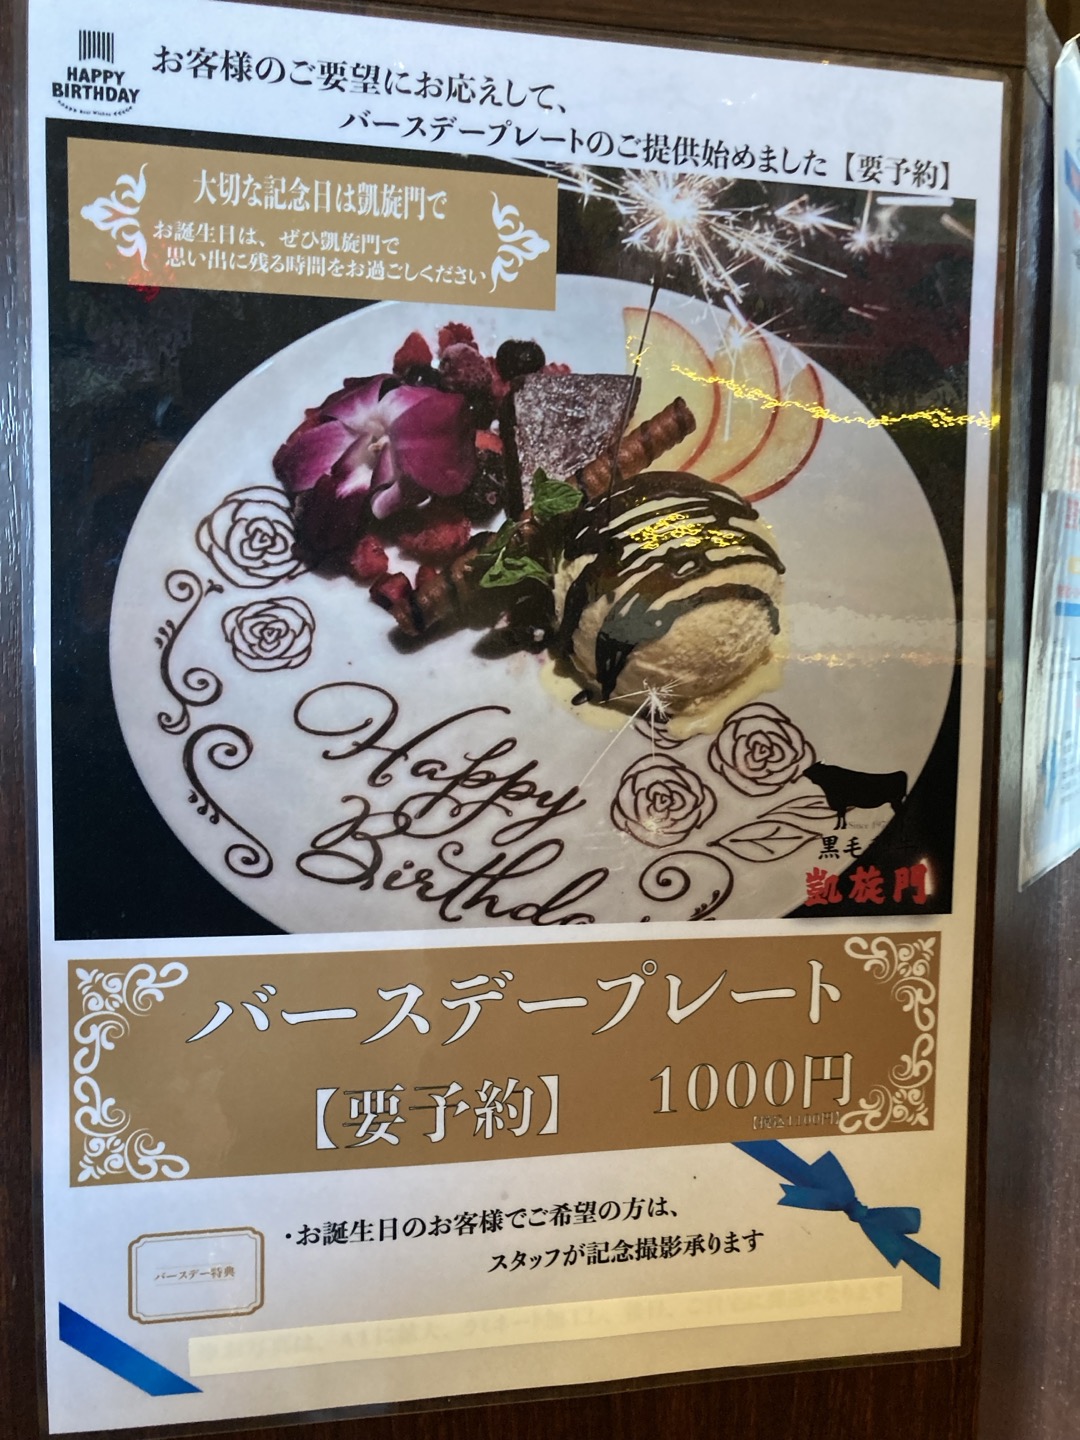 HAPPY
BIRTHDAY
お客様のご要望にお応えして、
バースデープレートのご提供始めました【要予約】
大切な記念日は凱旋門で
お誕生日は、ぜひ凱旋門で
思い出に残る時間をお過ごしください
Happy
Birthda
黒毛
凱旋門
バースデープレート
【要予約】 1000円
【税込1100円】
・お誕生日のお客様でご希望の方は、
スタッフが記念撮影承ります
バースデー特典